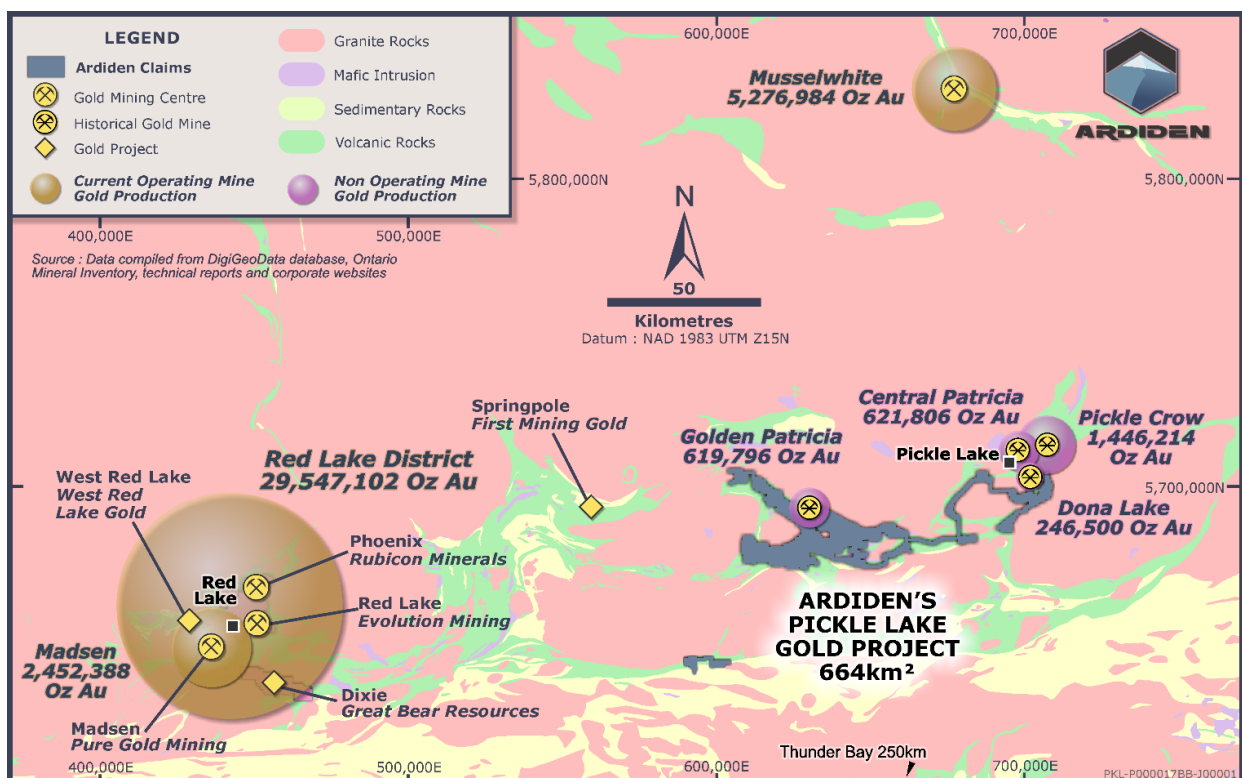 LEGEND
Ardiden Claims
Gold Mining Centre
Historical Gold Mine
Gold Project
Current Operating Mine
Gold Production
Granite Rocks
Mafic Intrusion
Sedimentary Rocks
Volcanic Rocks
Non Operating Mine
Gold Production
600,000E
700,000E
Musselwhite
5,276,984 Oz Au
ARDIDEN
5,800,000N
5,800,000N
400,000E
500,000E
Source : Data compiled from DigiGeoData database, Ontario
Mineral Inventory, technical reports and corporate websites
N
50
Kilometres
Datum : NAD 1983 UTM Z15N
Springpole
First Mining Gold
Golden Patricia
619,796 Oz Au
Central Patricia
621,806 Oz Au
Pickle Crow
1,446,214
Oz Au
Pickle Lake
Dona Lake
246,500 Oz Au
5,700,000N
Red Lake District
29,547,102 Oz Au
West Red Lake
West Red
Lake Gold
Phoenix
Rubicon Minerals
Red
Lake
Red Lake
Evolution Mining
Madsen
2,452,388
Oz Au
Dixie
Great Bear Resources
Madsen
Pure Gold Mining
ARDIDEN'S
PICKLE LAKE
GOLD PROJECT
664km²
Thunder Bay 250km
400,000E
500,000E
600,000E
700,000E
PKL-P000017BB-J00001